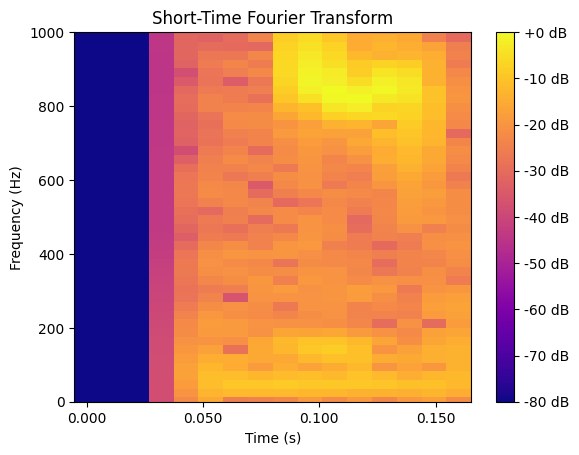 Short-Time Fourier Transform
1000
800
600
400
200
0
Frequency (Hz)
0.000
0.050
0.100
0.150
Time (s)
+0 dB
-10 dB
-20 dB
-30 dB
-40 dB
-50 dB
-60 dB
-70 dB
-80 dB